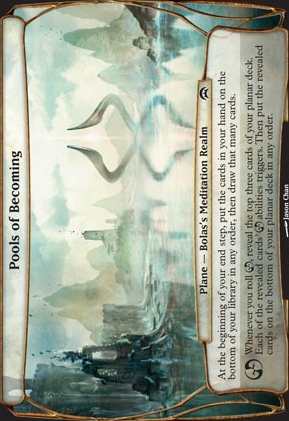 Pools of Becoming
Plane — Bolas's Meditation Realm
At the beginning of your end step, put the cards in your hand on the
bottom of your library in any order, then draw that many cards.
Whenever you roll , reveal the top three cards of your planar deck.
Each of the revealed cards' abilities triggers. Then put the revealed
cards on the bottom of your planar deck in any order.
Jason Chan